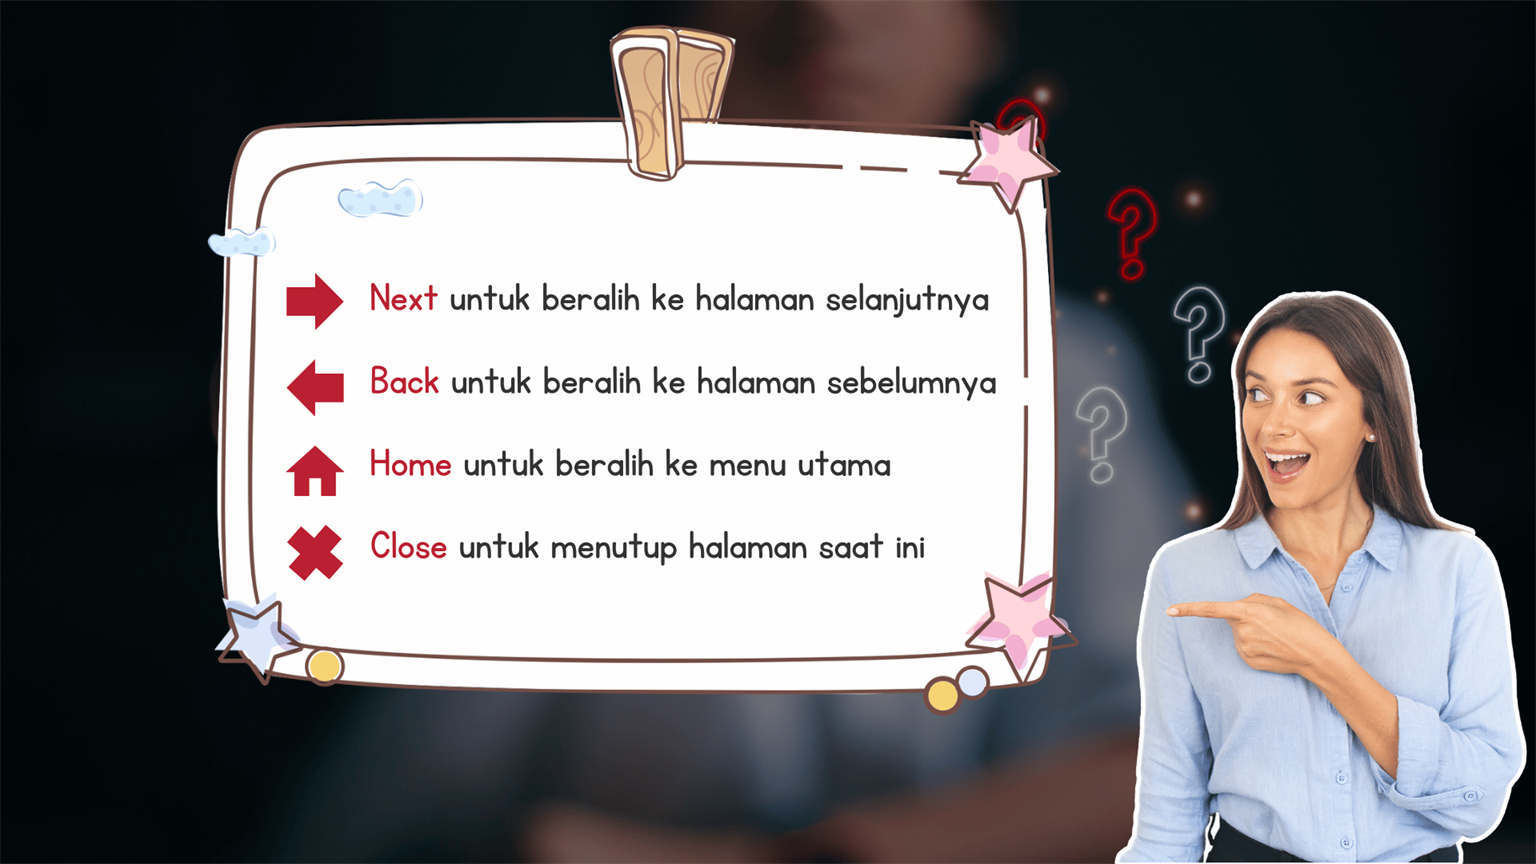 Next untuk beralih ke halaman selanjutnya
Back untuk beralih ke halaman sebelumnya
Home untuk beralih ke menu utama
Close untuk menutup halaman saat ini